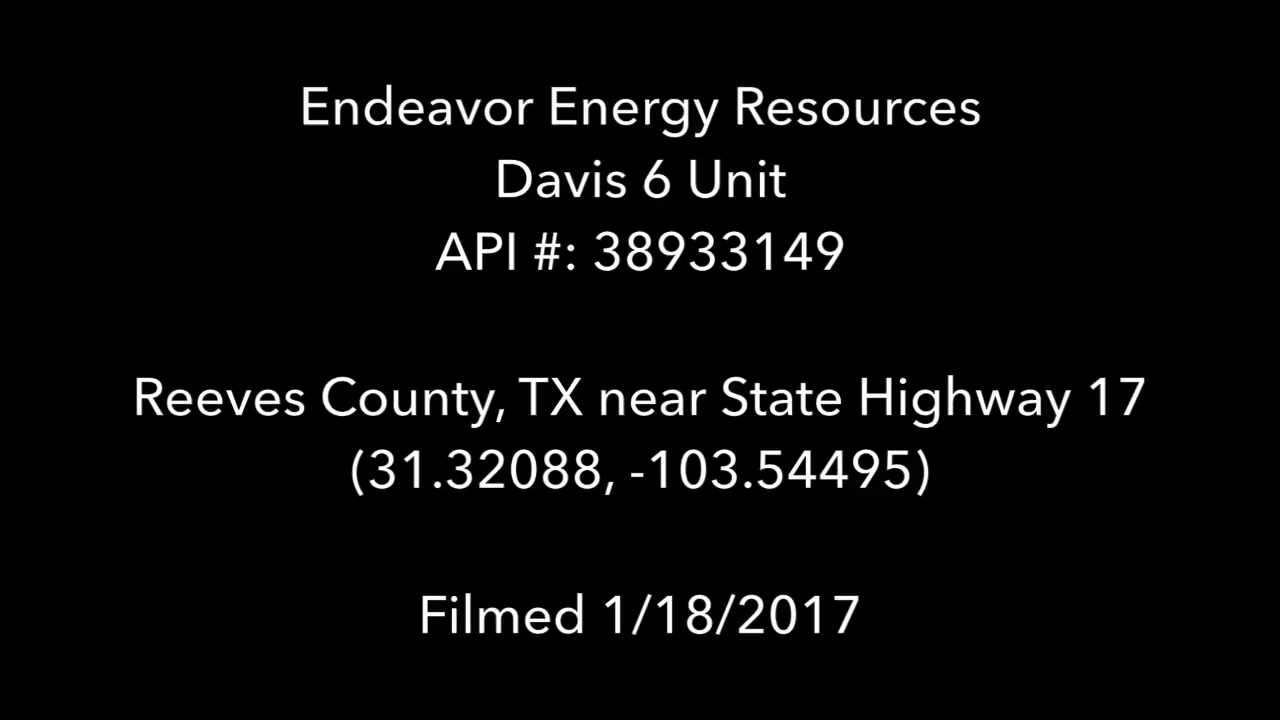 Endeavor Energy Resources
Davis 6 Unit
API #: 38933149
Reeves County, TX near State Highway 17
(31.32088, -103.54495)
Filmed 1/18/2017